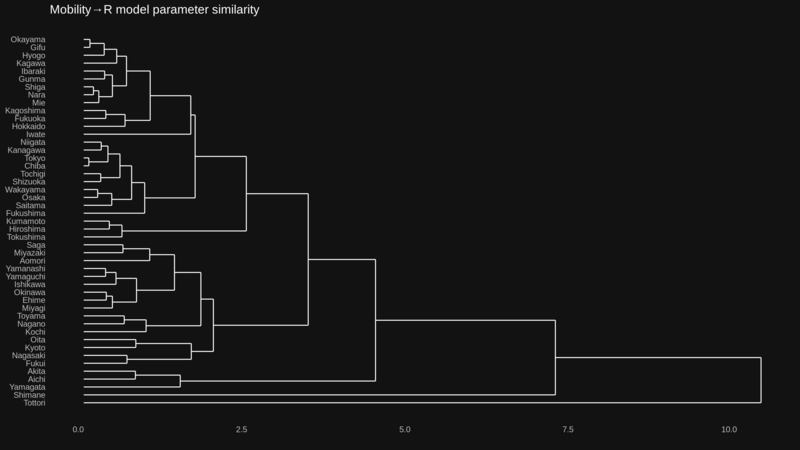 Mobility→R model parameter similarity
Okayama
Gifu
Hyogo
Kagawa
Ibaraki
Gunma
Shiga
Nara
Mie
Kagoshima
Fukuoka
Hokkaido
Iwate
Niigata
Kanagawa
Tokyo
Chiba
Tochigi
Shizuoka
Wakayama
Osaka
Saitama
Fukushima
Kumamoto
Hiroshima
Tokushima
Saga
Miyazaki
Aomori
Yamanashi
Yamaguchi
Ishikawa
Okinawa
Ehime
Miyagi
Toyama
Nagano
Kochi
Oita
Kyoto
Nagasaki
Fukui
Akita
Aichi
Yamagata
Shimane
Tottori
0.0 2.5 5.0 7.5 10.0